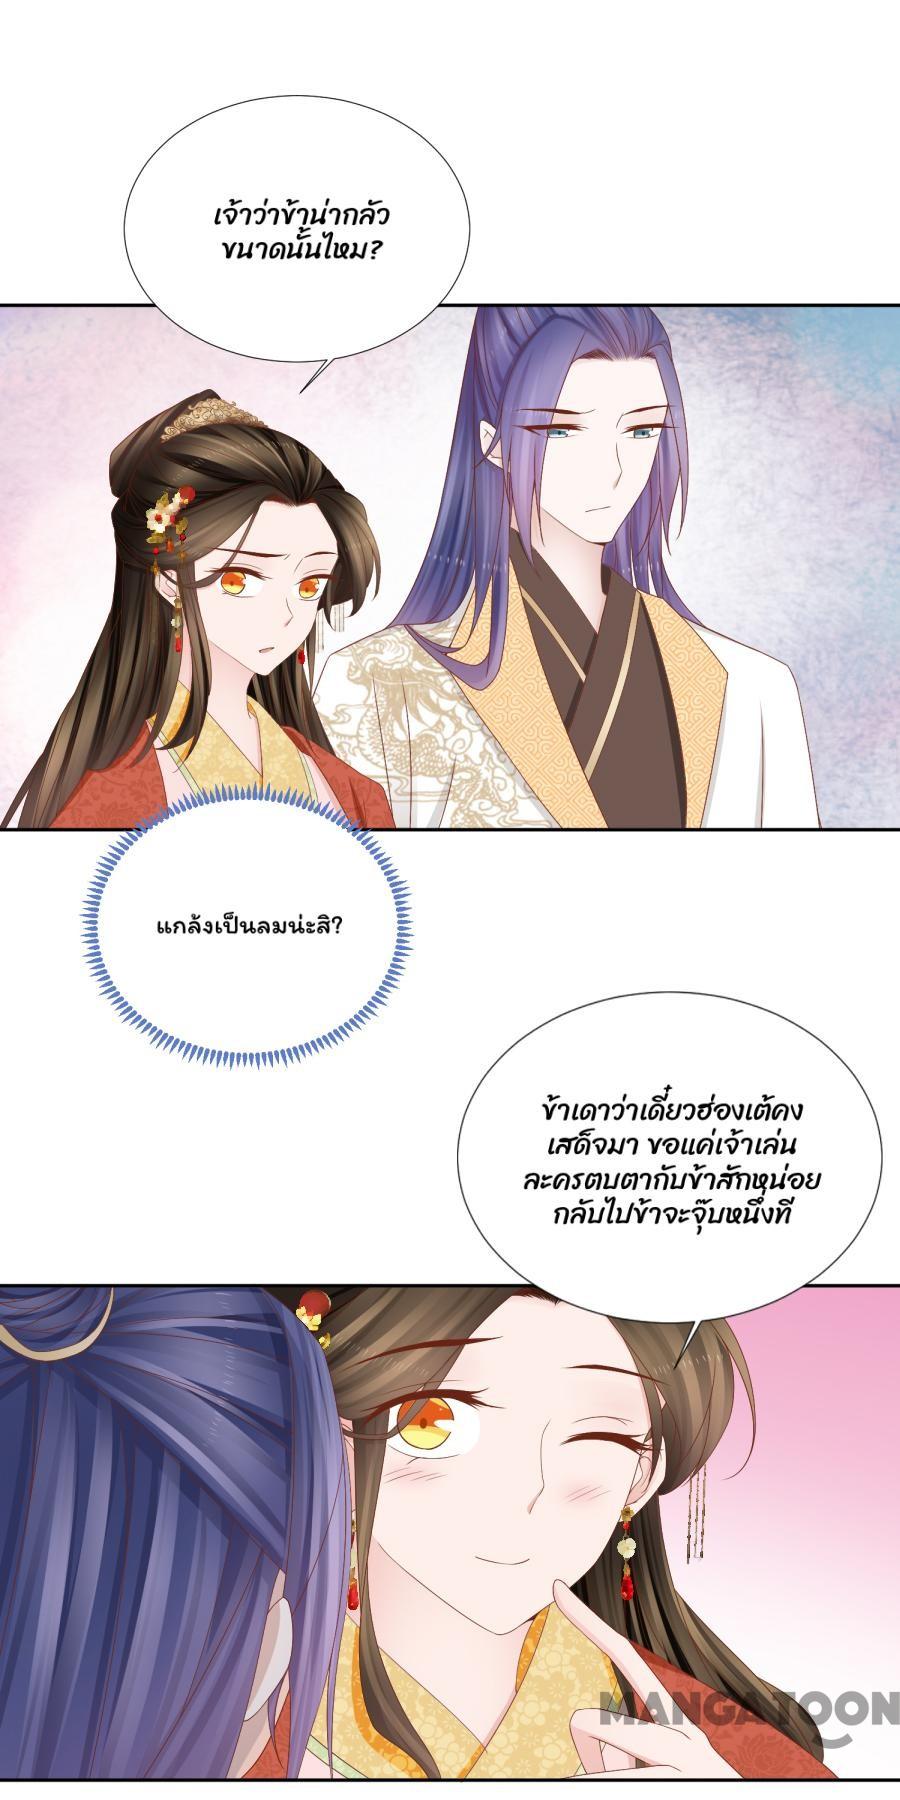 เจ้าว่าข้าน่ากลัว
ขนาดนั้นไหม?
แกล้งเป็นลมน่ะสิ?
ข้าเดาว่าเดี๋ยวฮ่องเต้คง
เสด็จมา ขอแค่เจ้าเล่น
ละครตบตากับข้าสักหน่อย
กลับไปข้าจะจุ๊บหนึ่งที
MANGATOON